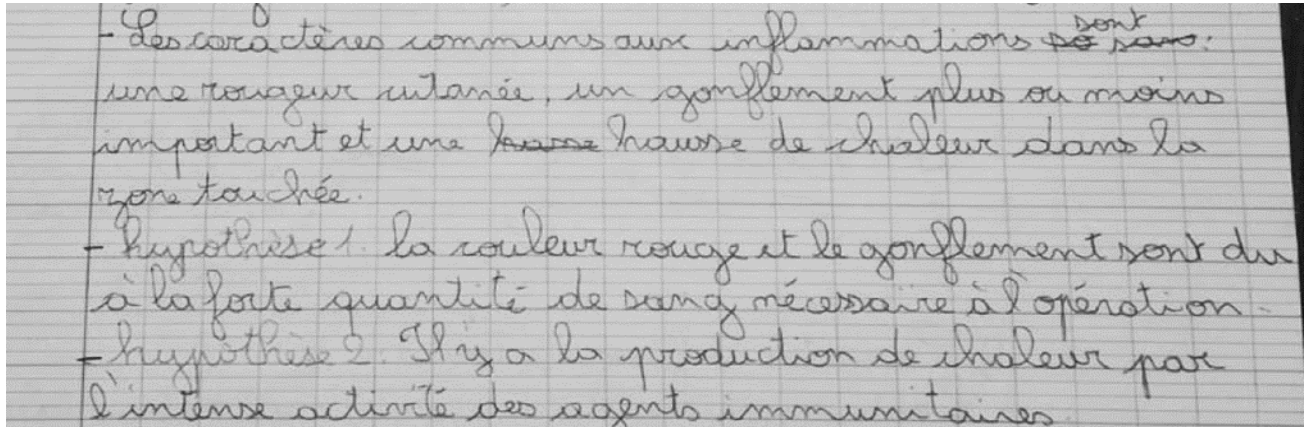 - Les caractères communs aux inflammations sont :
une rougeur cutanée, un gonflement plus ou moins
important et une hausse de chaleur dans la
zone touchée.
- hypothèse 1. la couleur rouge et le gonflement sont du
à la forte quantité de sang nécessaire à l'opération.
- hypothèse 2. Il y a la production de chaleur par
l'intense activité des agents immunitaires.